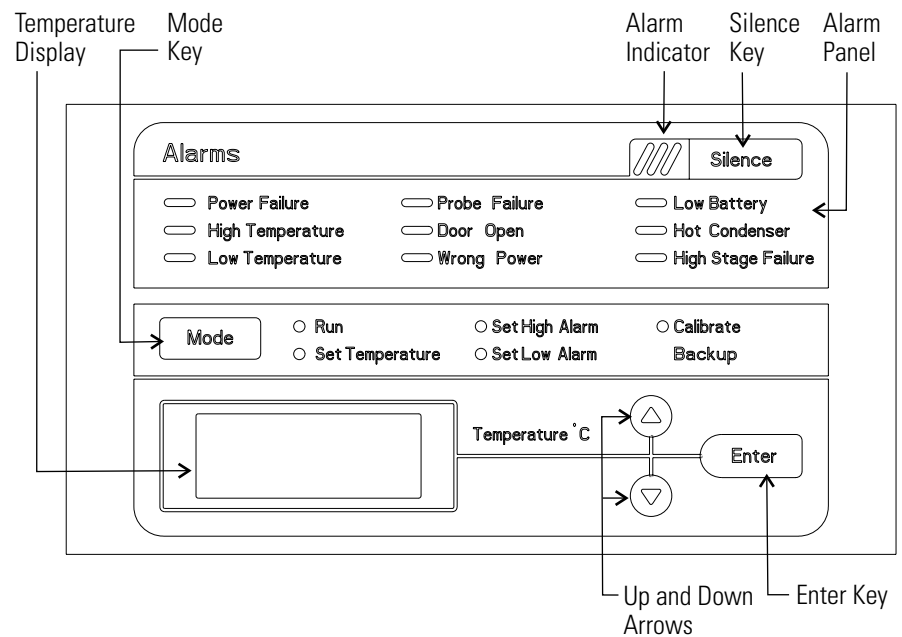 Temperature Display
Mode Key
Alarm Indicator
Silence Key
Alarm Panel
Alarms
Silence
Power Failure
Probe Failure
Low Battery
High Temperature
Door Open
Hot Condenser
Low Temperature
Wrong Power
High Stage Failure
Mode
Run
Set High Alarm
Calibrate
Set Temperature
Set Low Alarm
Backup
Temperature °C
Enter
Up and Down Arrows
Enter Key